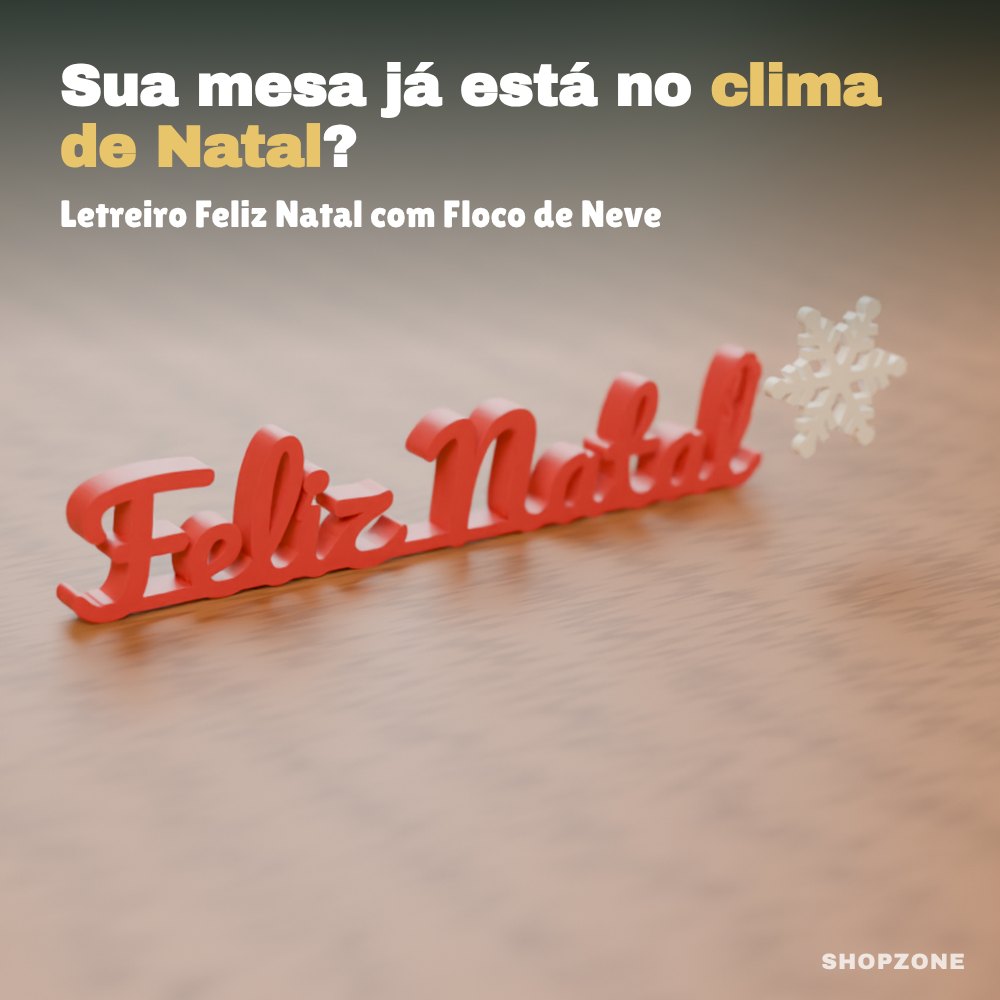 Sua mesa já está no clima
de Natal?
Letreiro Feliz Natal com Floco de Neve
Feliz Natal
SHOPZONE